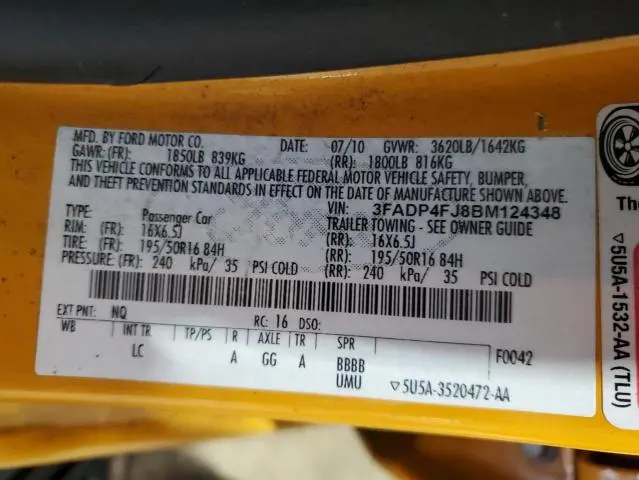 MFD. BY FORD MOTOR CO. DATE: 07/10 GVWR: 3620LB/1642KG
GAWR: (FR): 1850LB 839KG (RR): 1800LB 816KG
THIS VEHICLE CONFORMS TO ALL APPLICABLE FEDERAL MOTOR VEHICLE SAFETY, BUMPER,
AND THEFT PREVENTION STANDARDS IN EFFECT ON THE DATE OF MANUFACTURE SHOWN ABOVE.
VIN: 3FADP4FJ8BM124348
TYPE: Passenger Car TRAILER TOWING - SEE OWNER GUIDE
RIM: (FR): 16X6.5J (RR): 16X6.5J
TIRE: (FR): 195/50R16 84H (RR): 195/50R16 84H
PRESSURE: (FR): 240 kPa/ 35 PSI COLD (RR): 240 kPa/ 35 PSI COLD
EXT PNT: NQ RC: 16 DSO:
WB INT TR TP/PS R AXLE TR SPR F0042
LC A GG A BBBB
UMU ▽5U5A-3520472-AA
The
▽5U5A-1532-AA (TLU)